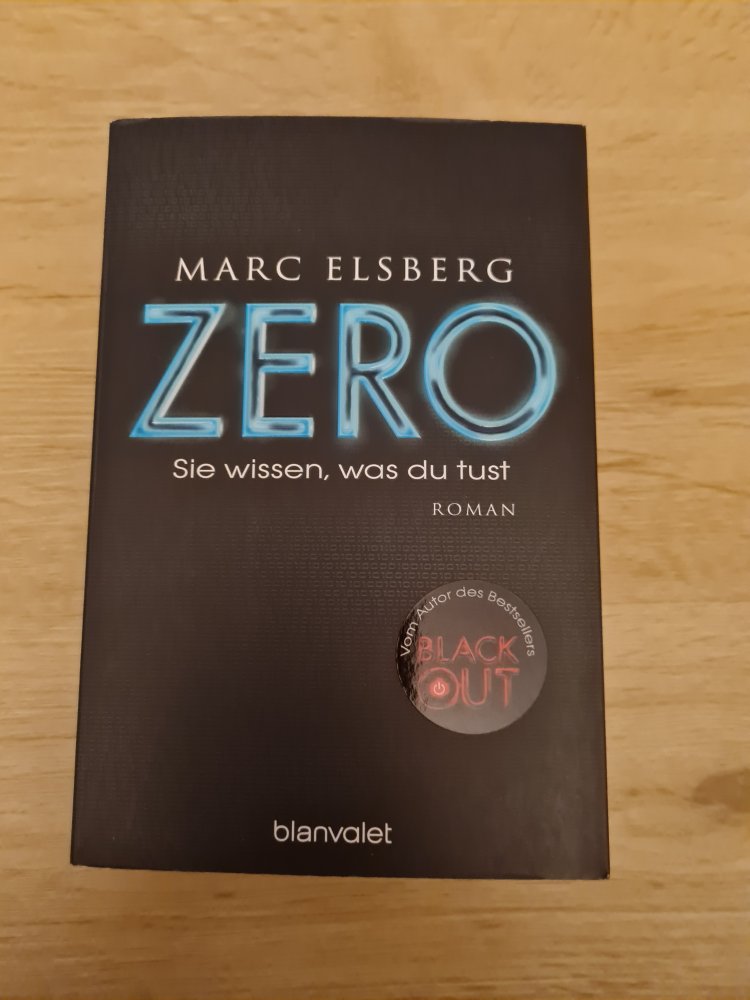 MARC ELSBERG
ZERO
Sie wissen, was du tust
ROMAN
Vom Autor des Bestsellers
BLACK
OUT
blanvalet